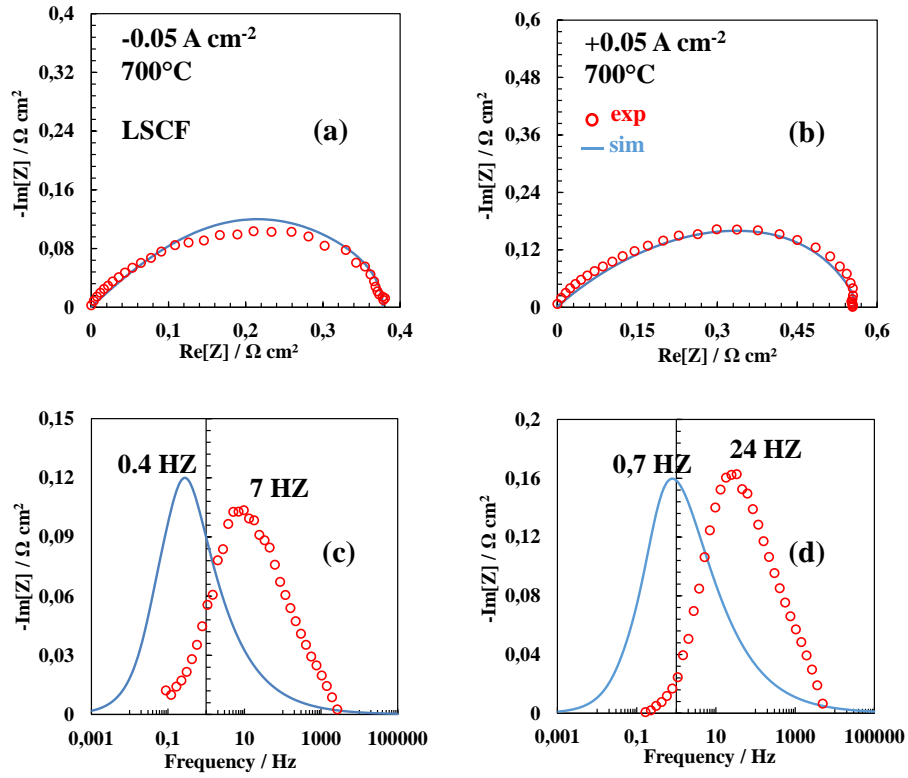 0,4
0,32
0,24
0,16
0,08
0
-Im[Z] / Ω cm²
-0.05 A cm⁻²
700°C
LSCF
(a)
0
0,1
0,2
0,3
0,4
Re[Z] / Ω cm²
0,6
0,48
0,36
0,24
0,12
0
-Im[Z] / Ω cm²
+0.05 A cm⁻²
700°C
exp
sim
(b)
0
0,15
0,3
0,45
0,6
Re[Z] / Ω cm²
0,15
0,12
0,09
0,06
0,03
0
-Im[Z] / Ω cm²
0.4 HZ
7 HZ
(c)
0,001
0,1
10
1000
100000
Frequency / Hz
0,2
0,16
0,12
0,08
0,04
0
-Im[Z] / Ω cm²
0,7 HZ
24 HZ
(d)
0,001
0,1
10
1000
100000
Frequency / Hz